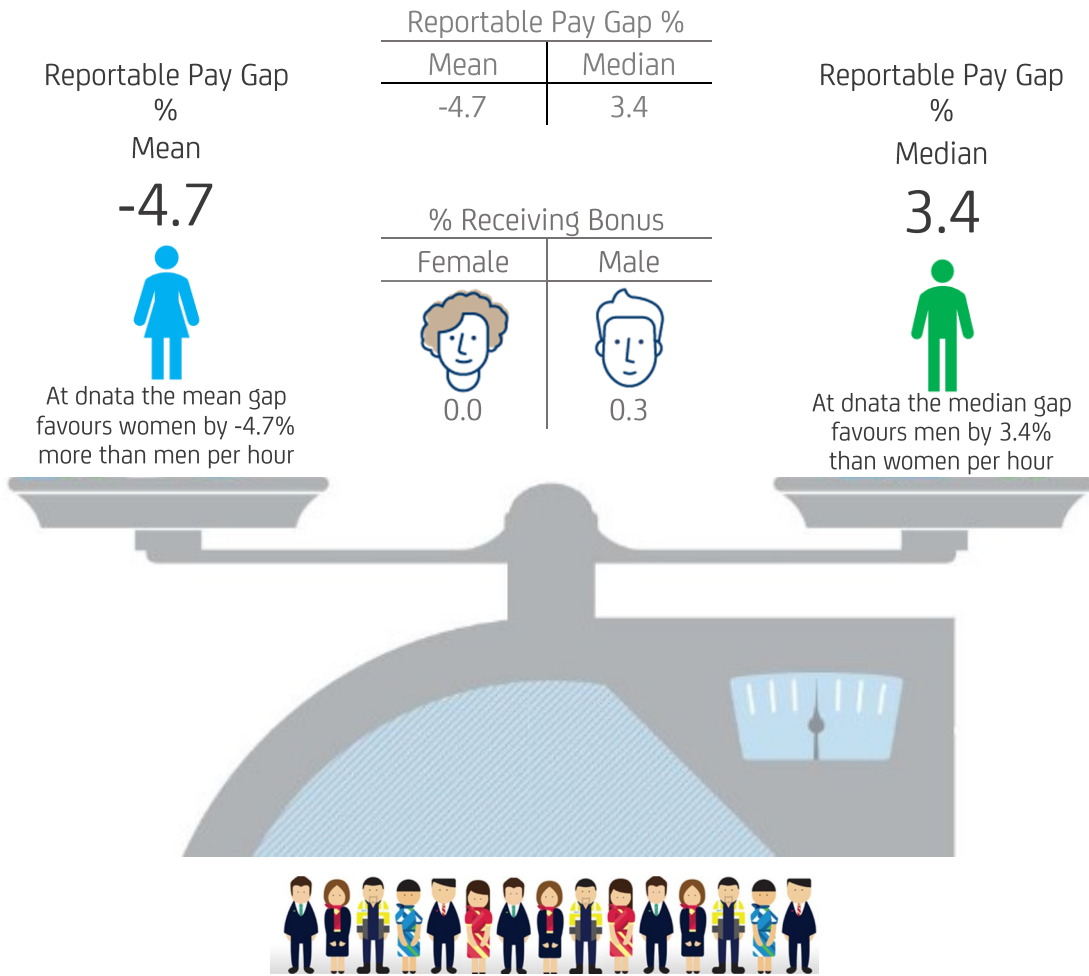 Reportable Pay Gap %
Mean Median
-4.7 3.4
Reportable Pay Gap
%
Mean
-4.7
At dnata the mean gap
favours women by -4.7%
more than men per hour
% Receiving Bonus
Female Male
0.0 0.3
Reportable Pay Gap
%
Median
3.4
At dnata the median gap
favours men by 3.4%
than women per hour